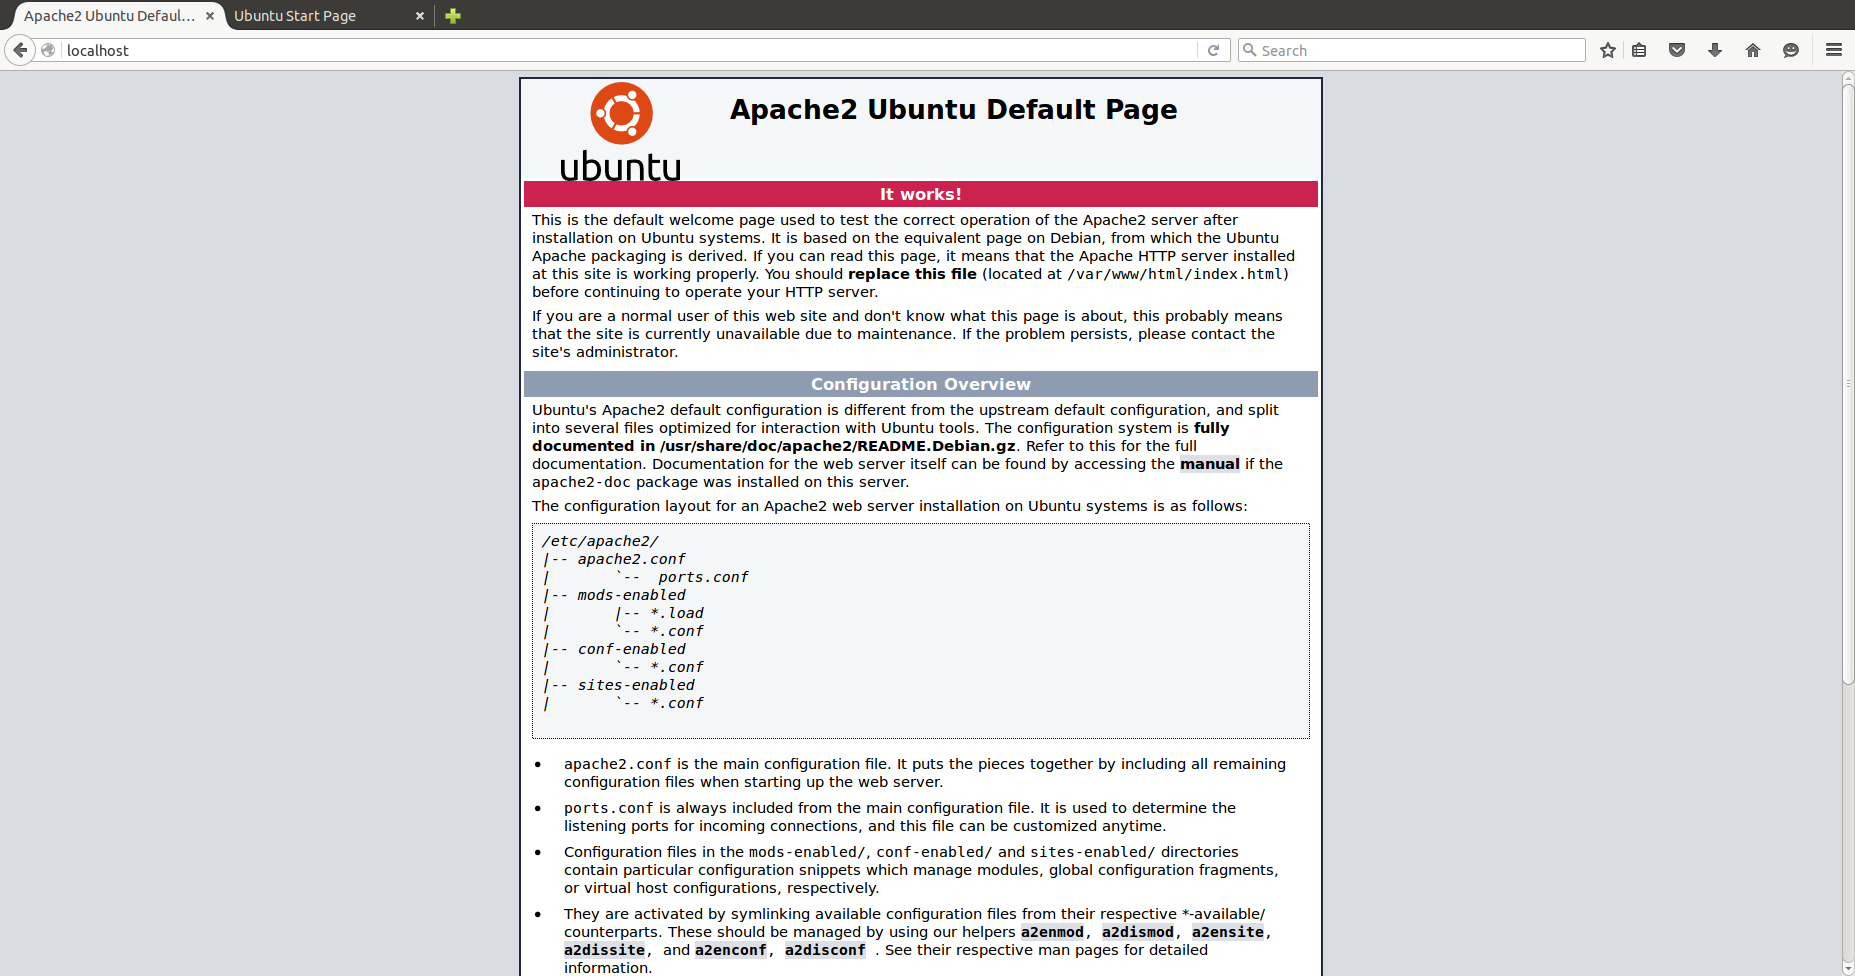 Apache2 Ubuntu Defaul...
Ubuntu Start Page
localhost
Search
ubuntu
Apache2 Ubuntu Default Page
It works!
This is the default welcome page used to test the correct operation of the Apache2 server after
installation on Ubuntu systems. It is based on the equivalent page on Debian, from which the Ubuntu
Apache packaging is derived. If you can read this page, it means that the Apache HTTP server installed
at this site is working properly. You should replace this file (located at /var/www/html/index.html)
before continuing to operate your HTTP server.
If you are a normal user of this web site and don't know what this page is about, this probably means
that the site is currently unavailable due to maintenance. If the problem persists, please contact the
site's administrator.
Configuration Overview
Ubuntu's Apache2 default configuration is different from the upstream default configuration, and split
into several files optimized for interaction with Ubuntu tools. The configuration system is fully
documented in /usr/share/doc/apache2/README.Debian.gz. Refer to this for the full
documentation. Documentation for the web server itself can be found by accessing the manual if the
apache2-doc package was installed on this server.
The configuration layout for an Apache2 web server installation on Ubuntu systems is as follows:
/etc/apache2/
|-- apache2.conf
|       `--  ports.conf
|-- mods-enabled
|       |-- *.load
|       `-- *.conf
|-- conf-enabled
|       `-- *.conf
|-- sites-enabled
|       `-- *.conf
• apache2.conf is the main configuration file. It puts the pieces together by including all remaining
configuration files when starting up the web server.
• ports.conf is always included from the main configuration file. It is used to determine the
listening ports for incoming connections, and this file can be customized anytime.
• Configuration files in the mods-enabled/, conf-enabled/ and sites-enabled/ directories
contain particular configuration snippets which manage modules, global configuration fragments,
or virtual host configurations, respectively.
• They are activated by symlinking available configuration files from their respective *-available/
counterparts. These should be managed by using our helpers a2enmod, a2dismod, a2ensite,
a2dissite, and a2enconf, a2disconf . See their respective man pages for detailed
information.